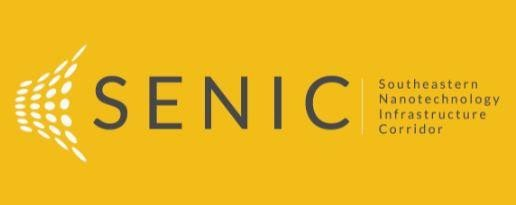 SENIC
Southeastern
Nanotechnology
Infrastructure
Corridor